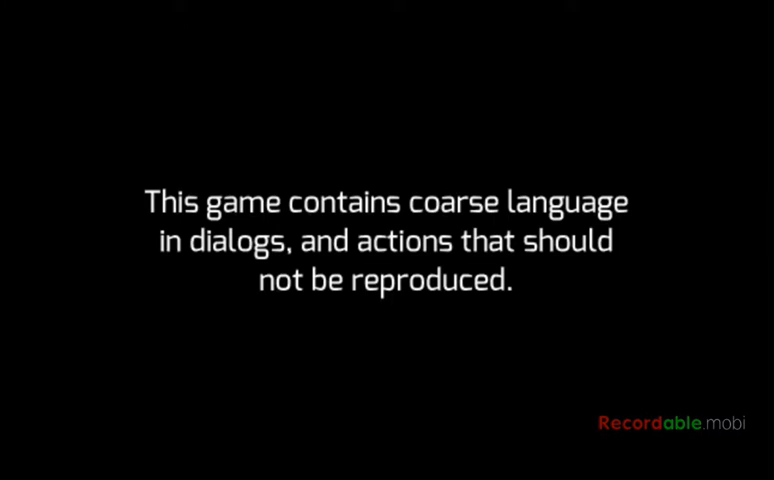 This game contains coarse language
in dialogs, and actions that should
not be reproduced.
Recordable.mobi